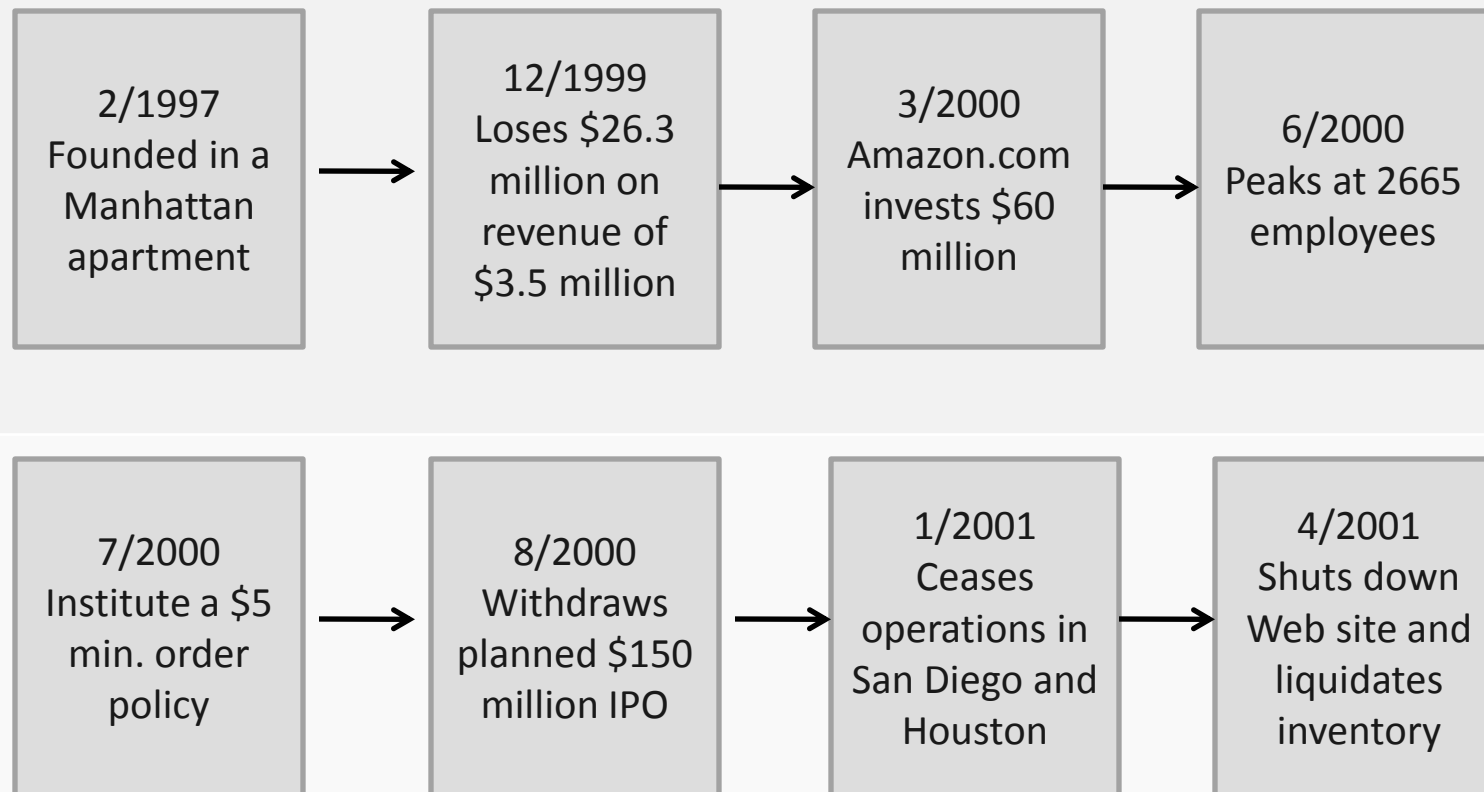 2/1997
Founded in a
Manhattan
apartment
12/1999
Loses $26.3
million on
revenue of
$3.5 million
3/2000
Amazon.com
invests $60
million
6/2000
Peaks at 2665
employees
7/2000
Institute a $5
min. order
policy
8/2000
Withdraws
planned $150
million IPO
1/2001
Ceases
operations in
San Diego and
Houston
4/2001
Shuts down
Web site and
liquidates
inventory